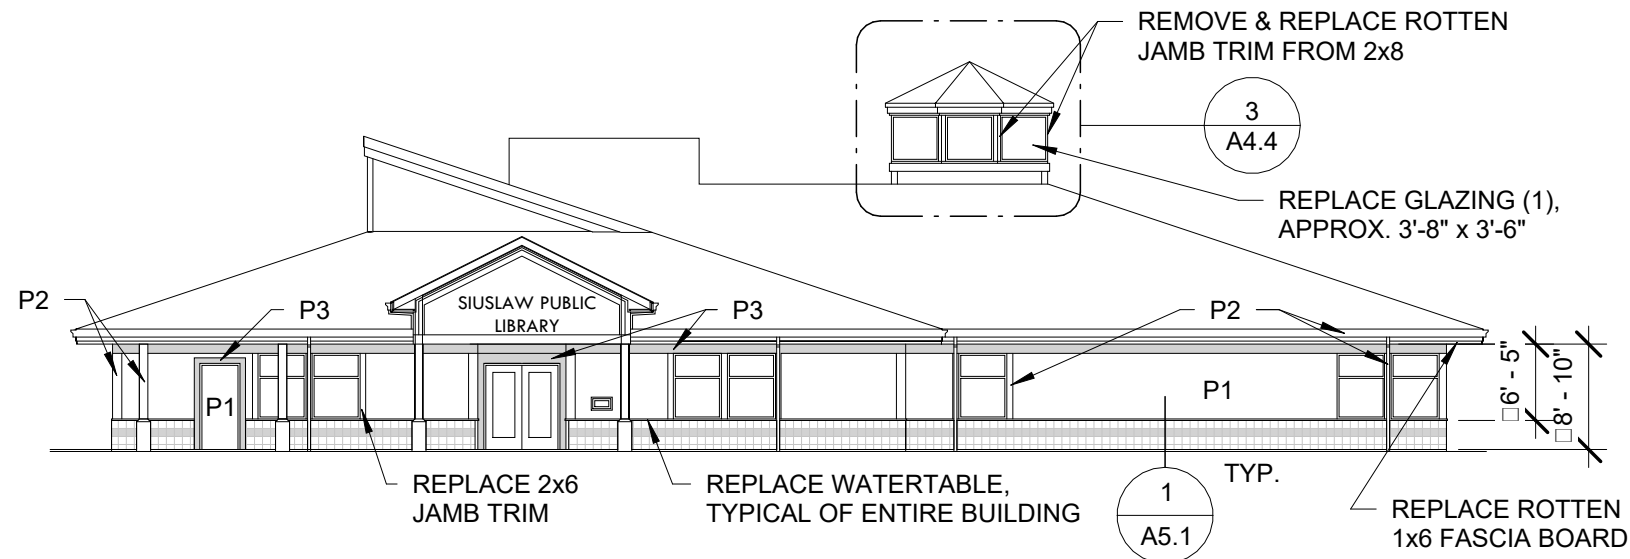 REMOVE & REPLACE ROTTEN
JAMB TRIM FROM 2x8
3
A4.4
REPLACE GLAZING (1),
APPROX. 3'-8" x 3'-6"
P2
P3
SIUSLAW PUBLIC
LIBRARY
P3
P2
P1
P1
□6' - 5"
□8' - 10"
REPLACE 2x6
JAMB TRIM
REPLACE WATERTABLE,
TYPICAL OF ENTIRE BUILDING
1
A5.1
TYP.
REPLACE ROTTEN
1x6 FASCIA BOARD